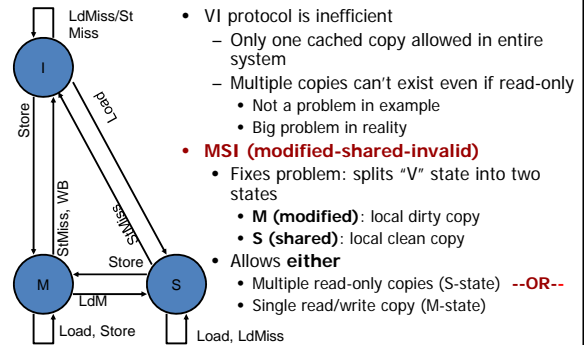 LdMiss/St
Miss
I
Store
Load
StMiss, WB
StMiss
Store
M
S
LdM
Load, Store
Load, LdMiss
• VI protocol is inefficient
– Only one cached copy allowed in entire
system
– Multiple copies can't exist even if read-only
• Not a problem in example
• Big problem in reality
• MSI (modified-shared-invalid)
• Fixes problem: splits "V" state into two
states
• M (modified): local dirty copy
• S (shared): local clean copy
• Allows either
• Multiple read-only copies (S-state) --OR--
• Single read/write copy (M-state)